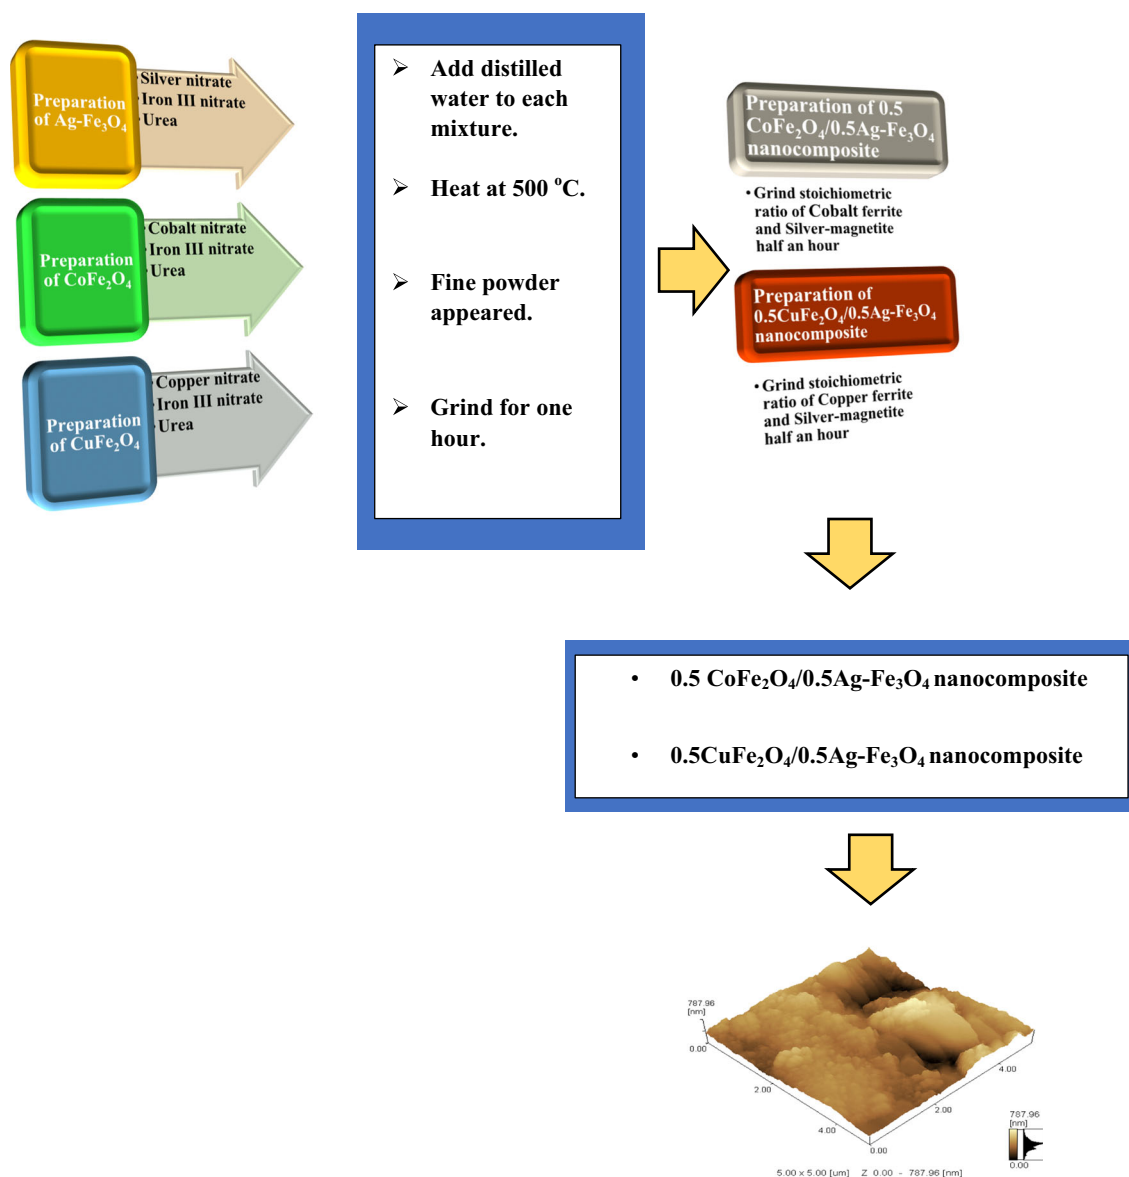 Preparation
of Ag-Fe₃O₄
Silver nitrate
Iron III nitrate
Urea
Preparation
of CoFe₂O₄
Cobalt nitrate
Iron III nitrate
Urea
Preparation
of CuFe₂O₄
Copper nitrate
Iron III nitrate
Urea
➢ Add distilled
water to each
mixture.
➢ Heat at 500 °C.
➢ Fine powder
appeared.
➢ Grind for one
hour.
Preparation of 0.5
CoFe₂O₄/0.5Ag-Fe₃O₄
nanocomposite
• Grind stoichiometric
ratio of Cobalt ferrite
and Silver-magnetite
half an hour
Preparation of
0.5CuFe₂O₄/0.5Ag-Fe₃O₄
nanocomposite
• Grind stoichiometric
ratio of Copper ferrite
and Silver-magnetite
half an hour
• 0.5 CoFe₂O₄/0.5Ag-Fe₃O₄ nanocomposite
• 0.5CuFe₂O₄/0.5Ag-Fe₃O₄ nanocomposite
787.96
[nm]
0.00
2.00
4.00
0.00
2.00
4.00
787.96
[nm]
0.00
5.00 x 5.00 [um] Z 0.00 - 787.96 [nm]